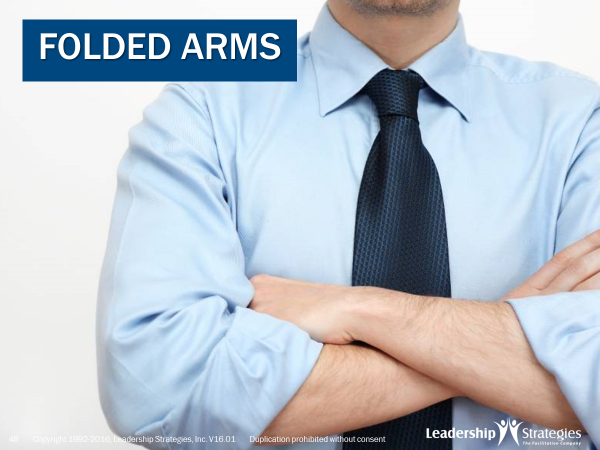 FOLDED ARMS
Copyright 1992-2016, Leadership Strategies, Inc. V16.01 Duplication prohibited without consent
Leadership Strategies
The Facilitation Company